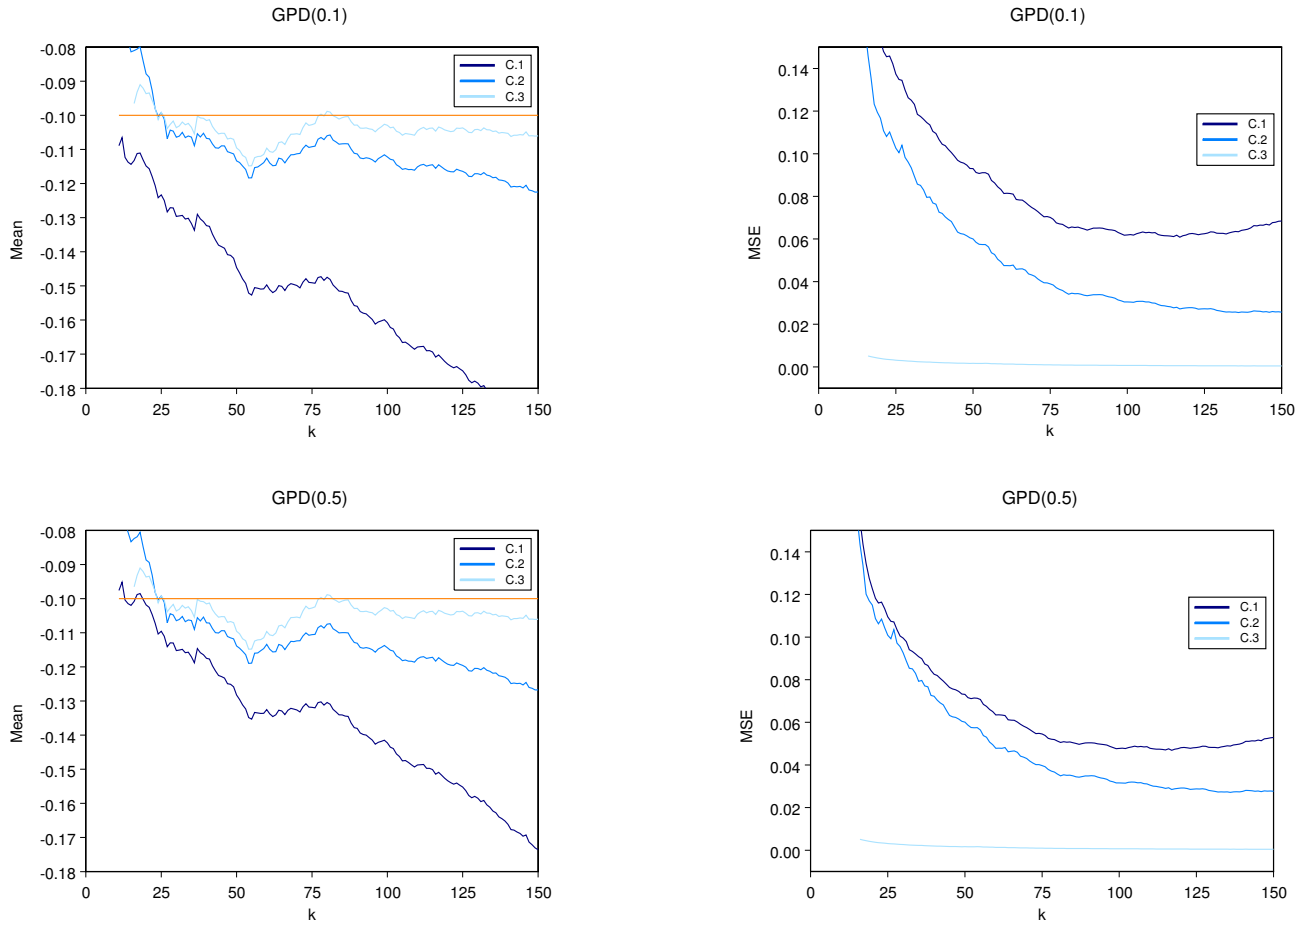 GPD(0.1)
-0.08
-0.09
-0.10
-0.11
-0.12
-0.13
-0.14
-0.15
-0.16
-0.17
-0.18
Mean
C.1
C.2
C.3
0 25 50 75 100 125 150
k
GPD(0.1)
0.14
0.12
0.10
0.08
0.06
0.04
0.02
0.00
MSE
C.1
C.2
C.3
0 25 50 75 100 125 150
k
GPD(0.5)
-0.08
-0.09
-0.10
-0.11
-0.12
-0.13
-0.14
-0.15
-0.16
-0.17
-0.18
Mean
C.1
C.2
C.3
0 25 50 75 100 125 150
k
GPD(0.5)
0.14
0.12
0.10
0.08
0.06
0.04
0.02
0.00
MSE
C.1
C.2
C.3
0 25 50 75 100 125 150
k